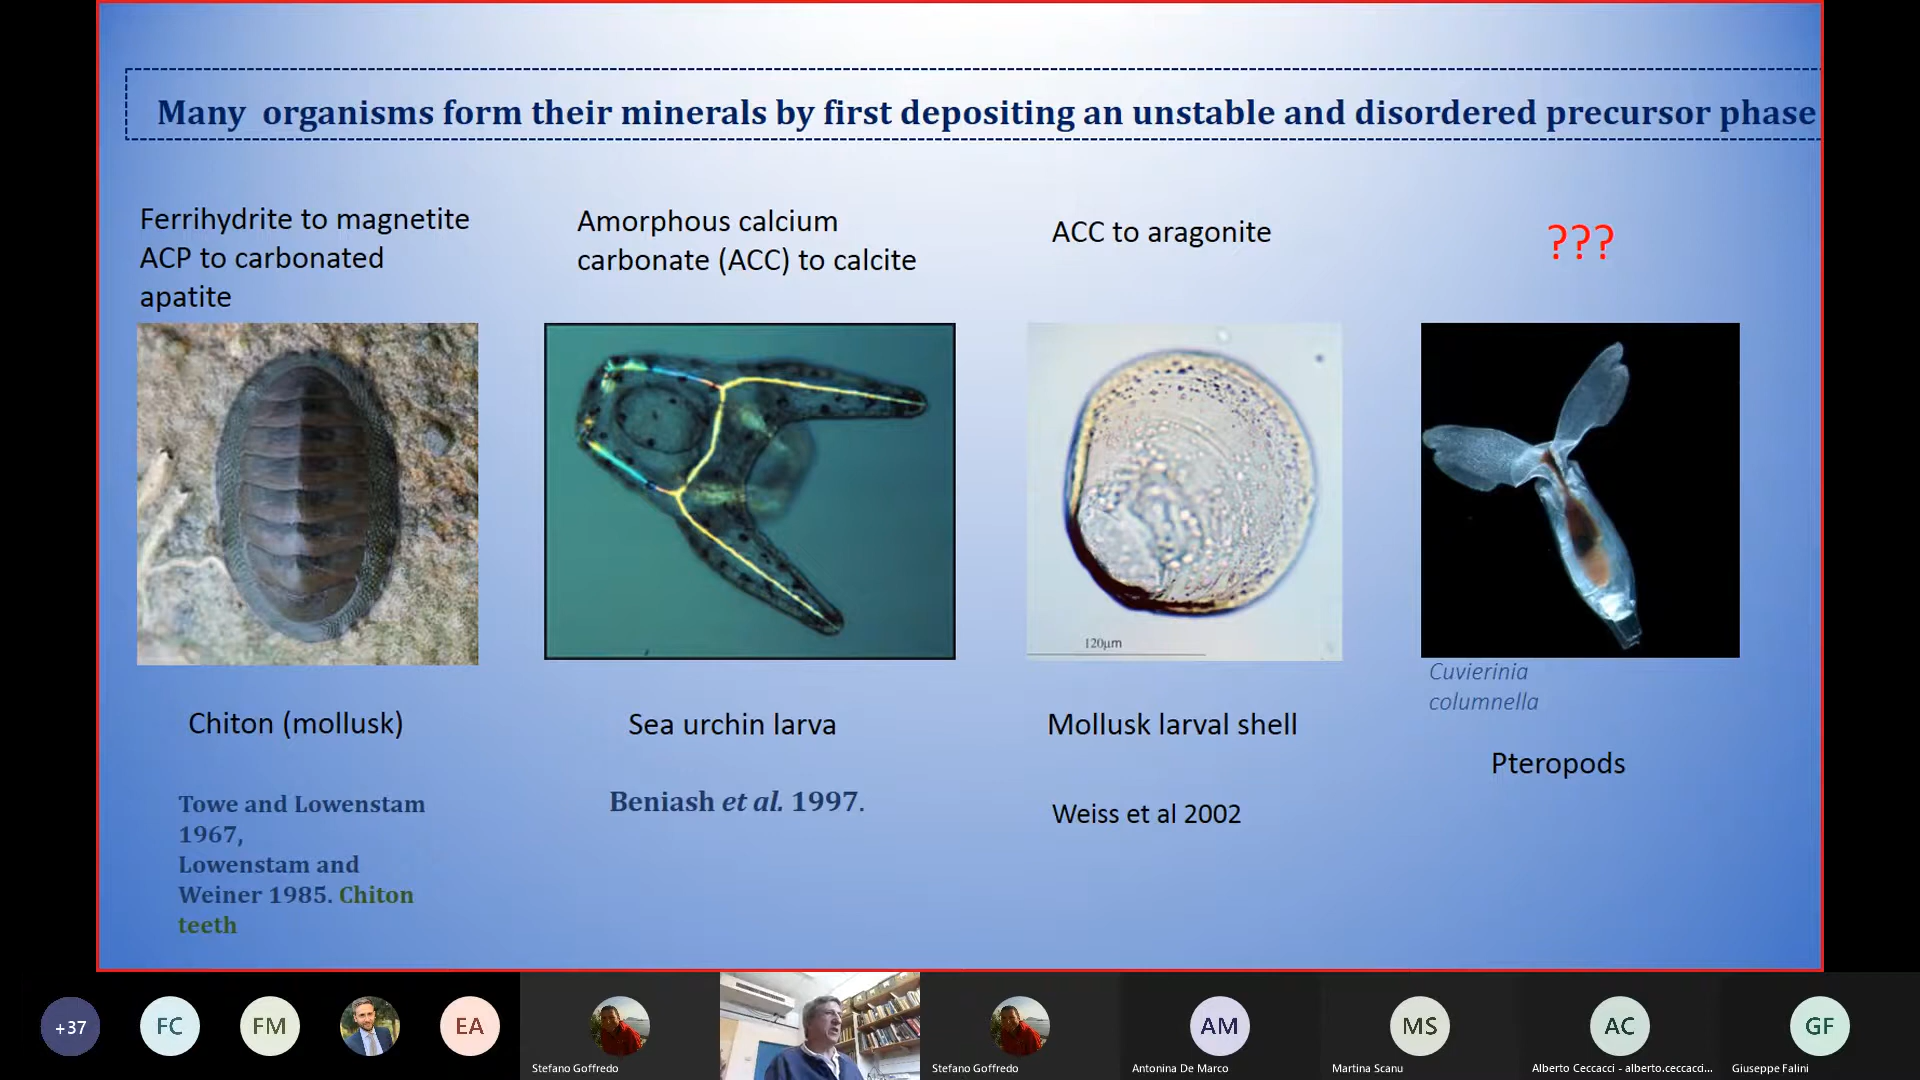 Many organisms form their minerals by first depositing an unstable and disordered precursor phase
Ferrihydrite to magnetite
ACP to carbonated
apatite
Amorphous calcium
carbonate (ACC) to calcite
ACC to aragonite
???
120µm
Cuvierinia
columnella
Chiton (mollusk)
Sea urchin larva
Mollusk larval shell
Pteropods
Towe and Lowenstam
1967,
Lowenstam and
Weiner 1985. Chiton
teeth
Beniash et al. 1997.
Weiss et al 2002
+37
FC
FM
EA
Stefano Goffredo
Stefano Goffredo
AM
Antonina De Marco
MS
Martina Scanu
AC
Alberto Ceccacci - alberto.ceccacci...
GF
Giuseppe Falini